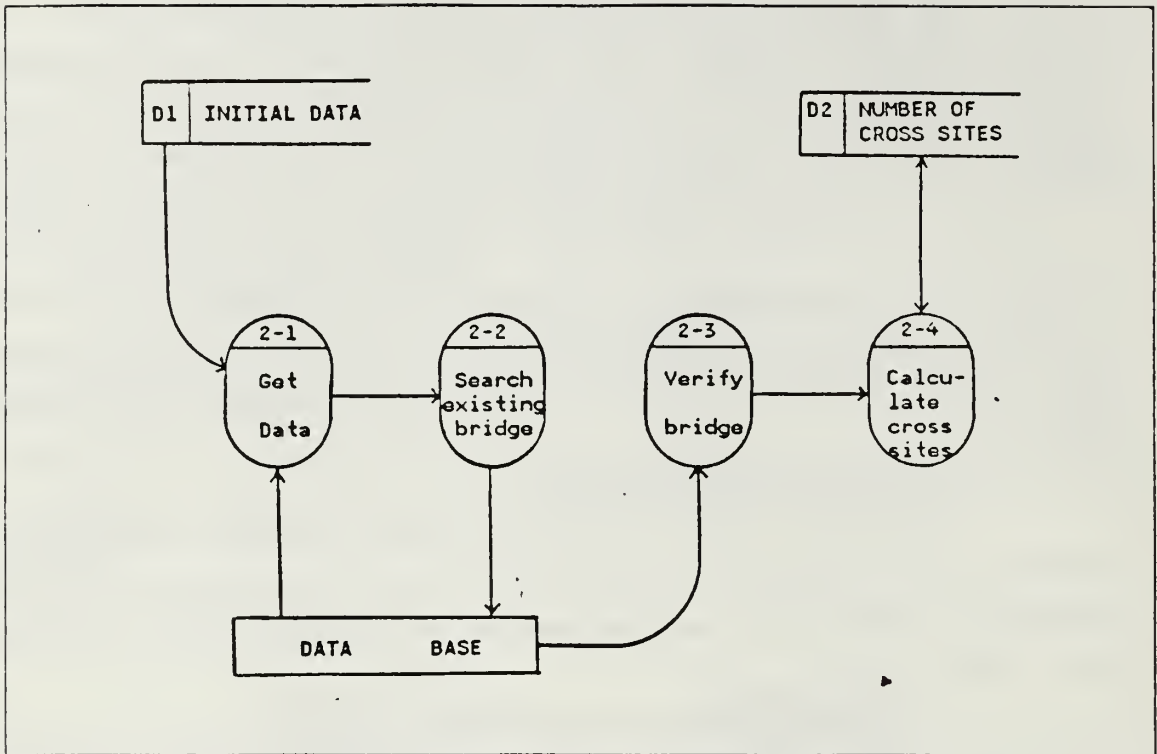 D1 INITIAL DATA
D2 NUMBER OF
CROSS SITES
2-1
Get
Data
2-2
Search
existing
bridge
2-3
Verify
bridge
2-4
Calcu-
late
cross
sites
DATA BASE